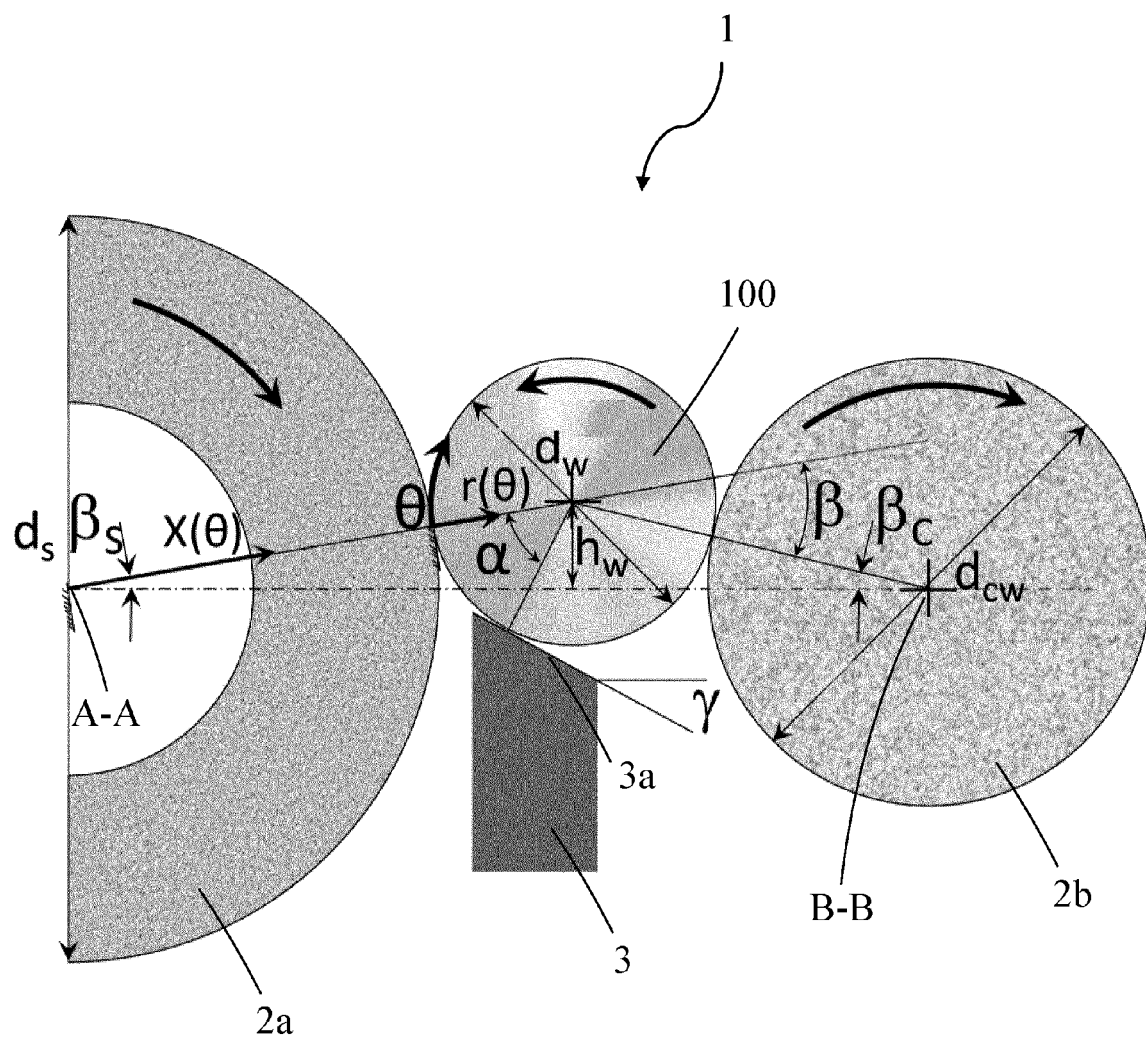 1
100
d_w
θ
r(θ)
β
β_C
d_s
β_S
X(θ)
α
h_w
d_cw
A-A
γ
3a
B-B
2b
3
2a